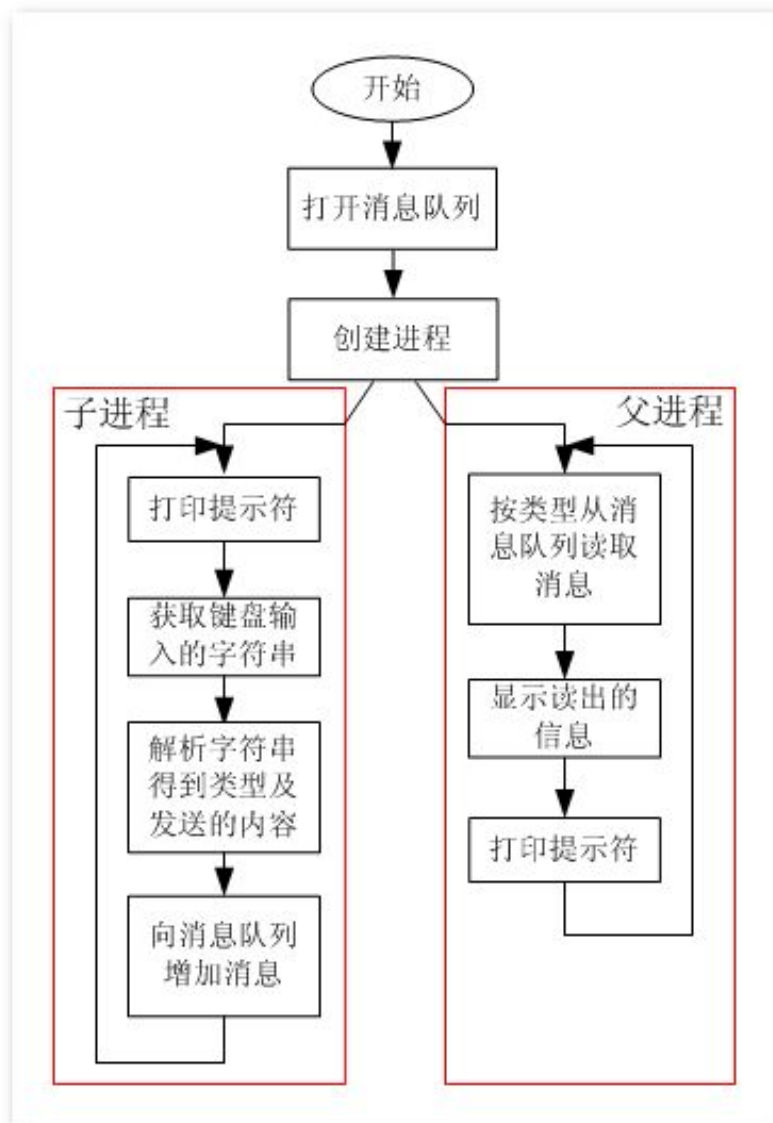 开始
打开消息队列
创建进程
子进程
打印提示符
获取键盘输
入的字符串
解析字符串
得到类型及
发送的内容
向消息队列
增加消息
父进程
按类型从消
息队列读取
消息
显示读出的
信息
打印提示符